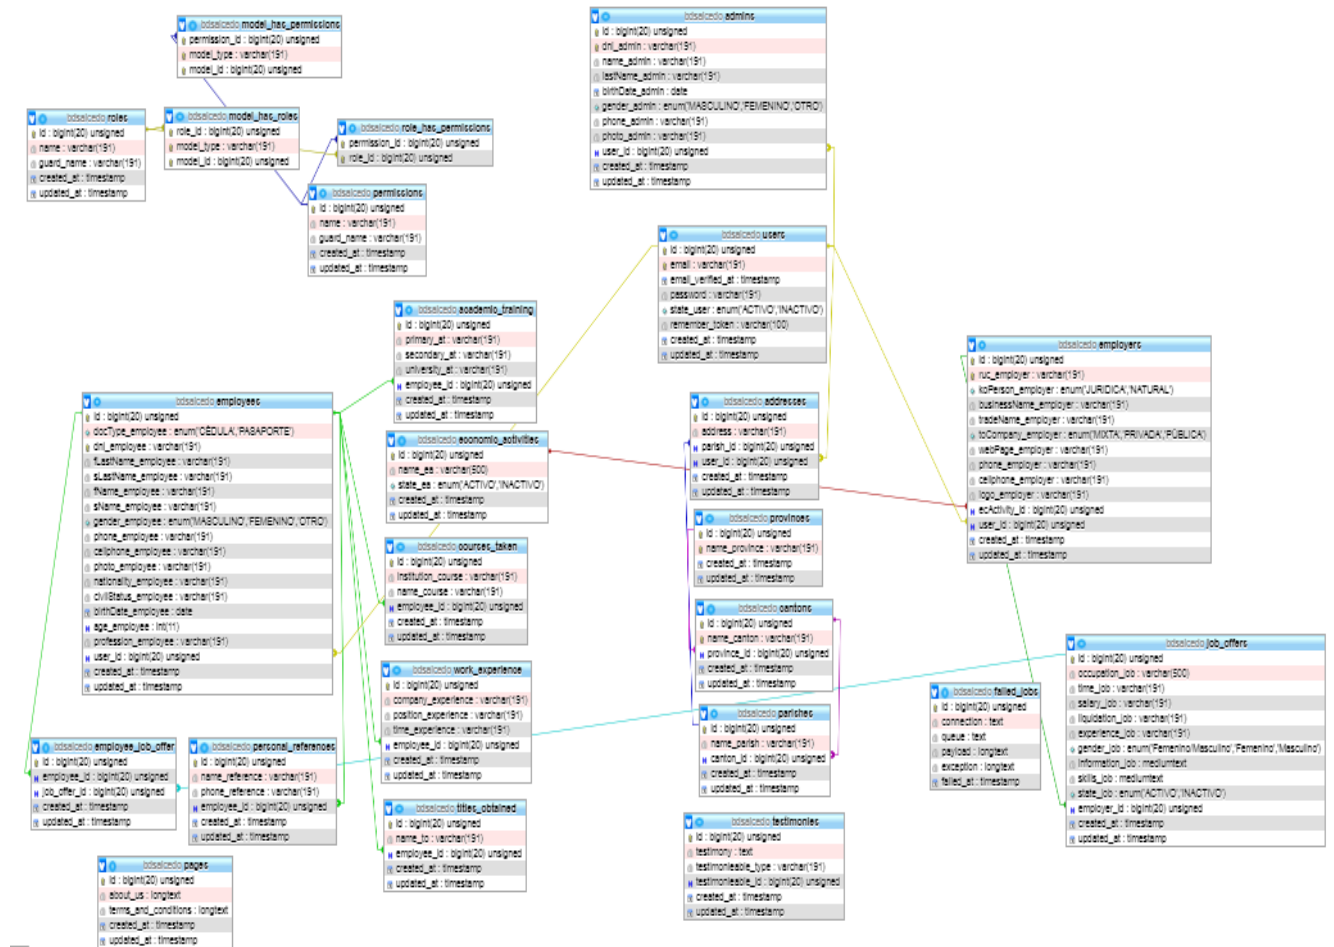 bdsalcedo model_has_permissions
permission_id : bigint(20) unsigned
model_type : varchar(191)
model_id : bigint(20) unsigned
bdsalcedo roles
id : bigint(20) unsigned
name : varchar(191)
guard_name : varchar(191)
created_at : timestamp
updated_at : timestamp
bdsalcedo model_has_roles
role_id : bigint(20) unsigned
model_type : varchar(191)
model_id : bigint(20) unsigned
bdsalcedo role_has_permissions
permission_id : bigint(20) unsigned
role_id : bigint(20) unsigned
bdsalcedo permissions
id : bigint(20) unsigned
name : varchar(191)
guard_name : varchar(191)
created_at : timestamp
updated_at : timestamp
bdsalcedo admins
id : bigint(20) unsigned
dni_admin : varchar(191)
name_admin : varchar(191)
lastName_admin : varchar(191)
birthDate_admin : date
gender_admin : enum('MASCULINO','FEMENINO','OTRO')
phone_admin : varchar(191)
photo_admin : varchar(191)
user_id : bigint(20) unsigned
created_at : timestamp
updated_at : timestamp
bdsalcedo users
id : bigint(20) unsigned
email : varchar(191)
email_verified_at : timestamp
password : varchar(191)
state_user : enum('ACTIVO','INACTIVO')
remember_token : varchar(100)
created_at : timestamp
updated_at : timestamp
bdsalcedo academic_training
id : bigint(20) unsigned
primary_at : varchar(191)
secondary_at : varchar(191)
university_at : varchar(191)
employee_id : bigint(20) unsigned
created_at : timestamp
updated_at : timestamp
bdsalcedo employers
id : bigint(20) unsigned
ruc_employer : varchar(191)
koPerson_employer : enum('JURIDICA','NATURAL')
businessName_employer : varchar(191)
tradeName_employer : varchar(191)
toCompany_employer : enum('MIXTA','PRIVADA','PÚBLICA')
webPage_employer : varchar(191)
phone_employer : varchar(191)
cellphone_employer : varchar(191)
logo_employer : varchar(191)
ecActivity_id : bigint(20) unsigned
user_id : bigint(20) unsigned
created_at : timestamp
updated_at : timestamp
bdsalcedo employees
id : bigint(20) unsigned
docType_employee : enum('CÉDULA','PASAPORTE')
dni_employee : varchar(191)
fLastName_employee : varchar(191)
sLastName_employee : varchar(191)
fName_employee : varchar(191)
sName_employee : varchar(191)
gender_employee : enum('MASCULINO','FEMENINO','OTRO')
phone_employee : varchar(191)
cellphone_employee : varchar(191)
photo_employee : varchar(191)
nationality_employee : varchar(191)
civilStatus_employee : varchar(191)
birthDate_employee : date
age_employee : int(11)
profession_employee : varchar(191)
user_id : bigint(20) unsigned
created_at : timestamp
updated_at : timestamp
bdsalcedo economic_activities
id : bigint(20) unsigned
name_ea : varchar(500)
state_ea : enum('ACTIVO','INACTIVO')
created_at : timestamp
updated_at : timestamp
bdsalcedo addresses
id : bigint(20) unsigned
address : varchar(191)
parish_id : bigint(20) unsigned
user_id : bigint(20) unsigned
created_at : timestamp
updated_at : timestamp
bdsalcedo provinces
id : bigint(20) unsigned
name_province : varchar(191)
created_at : timestamp
updated_at : timestamp
bdsalcedo courses_taken
id : bigint(20) unsigned
institution_course : varchar(191)
name_course : varchar(191)
employee_id : bigint(20) unsigned
created_at : timestamp
updated_at : timestamp
bdsalcedo cantons
id : bigint(20) unsigned
name_canton : varchar(191)
province_id : bigint(20) unsigned
created_at : timestamp
updated_at : timestamp
bdsalcedo work_experience
id : bigint(20) unsigned
company_experience : varchar(191)
position_experience : varchar(191)
time_experience : varchar(191)
employee_id : bigint(20) unsigned
created_at : timestamp
updated_at : timestamp
bdsalcedo parishes
id : bigint(20) unsigned
name_parish : varchar(191)
canton_id : bigint(20) unsigned
created_at : timestamp
updated_at : timestamp
bdsalcedo failed_jobs
id : bigint(20) unsigned
connection : text
queue : text
payload : longtext
exception : longtext
failed_at : timestamp
bdsalcedo job_offers
id : bigint(20) unsigned
occupation_job : varchar(500)
time_job : varchar(191)
salary_job : varchar(191)
liquidation_job : varchar(191)
experience_job : varchar(191)
gender_job : enum('Femenino/Masculino','Femenino','Masculino')
information_job : mediumtext
skills_job : mediumtext
state_job : enum('ACTIVO','INACTIVO')
employer_id : bigint(20) unsigned
created_at : timestamp
updated_at : timestamp
bdsalcedo employee_job_offer
id : bigint(20) unsigned
employee_id : bigint(20) unsigned
job_offer_id : bigint(20) unsigned
created_at : timestamp
updated_at : timestamp
bdsalcedo personal_references
id : bigint(20) unsigned
name_reference : varchar(191)
phone_reference : varchar(191)
employee_id : bigint(20) unsigned
created_at : timestamp
updated_at : timestamp
bdsalcedo titles_obtained
id : bigint(20) unsigned
name_to : varchar(191)
employee_id : bigint(20) unsigned
created_at : timestamp
updated_at : timestamp
bdsalcedo testimonies
id : bigint(20) unsigned
testimony : text
testimonieable_type : varchar(191)
testimonieable_id : bigint(20) unsigned
created_at : timestamp
updated_at : timestamp
bdsalcedo pages
id : bigint(20) unsigned
about_us : longtext
terms_and_conditions : longtext
created_at : timestamp
updated_at : timestamp